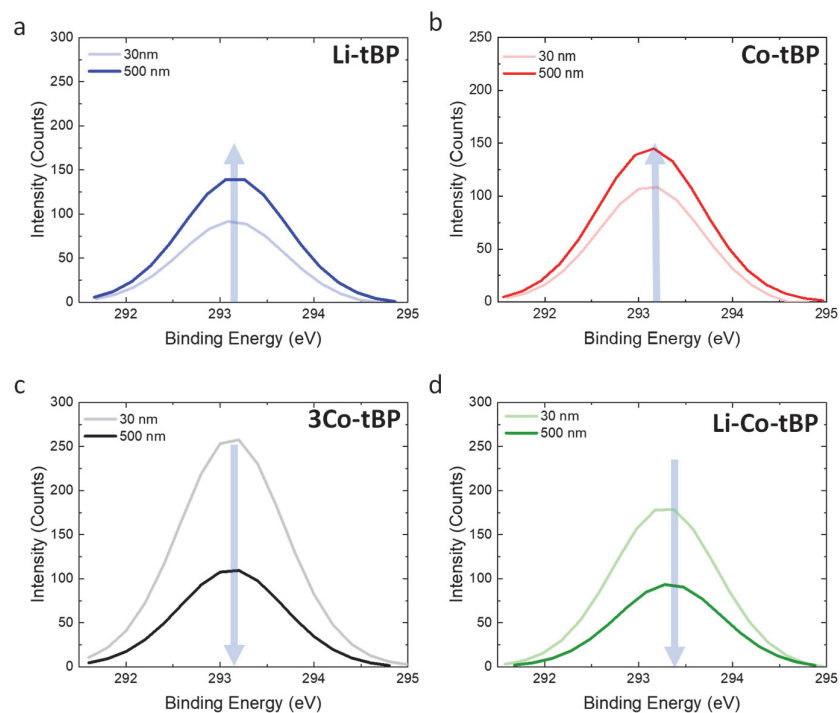 a
Li-tBP
30nm
500 nm
300
250
200
150
100
50
0
292
293
294
295
Intensity (Counts)
Binding Energy (eV)
b
Co-tBP
30 nm
500 nm
250
200
150
100
50
0
292
293
294
295
Intensity (Counts)
Binding Energy (eV)
c
3Co-tBP
30 nm
500 nm
300
250
200
150
100
50
0
292
293
294
295
Intensity (Counts)
Binding Energy (eV)
d
Li-Co-tBP
30 nm
500 nm
300
250
200
150
100
50
0
292
293
294
295
Intensity (Counts)
Binding Energy (eV)